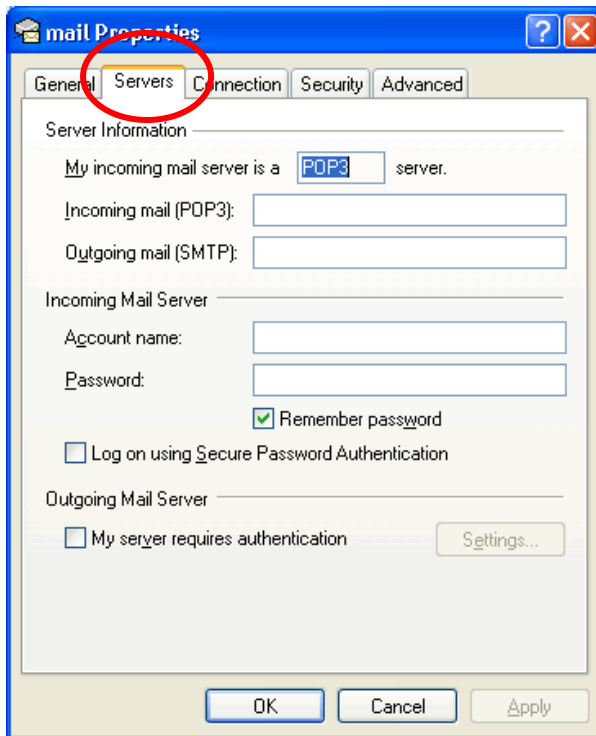 mail Properties
General Servers Connection Security Advanced
Server Information
My incoming mail server is a POP3 server.
Incoming mail (POP3):
Outgoing mail (SMTP):
Incoming Mail Server
Account name:
Password:
Remember password
Log on using Secure Password Authentication
Outgoing Mail Server
My server requires authentication Settings...
OK Cancel Apply